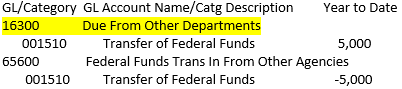 GL/Category GL Account Name/Catg Description Year to Date
16300 Due From Other Departments
001510 Transfer of Federal Funds 5,000
65600 Federal Funds Trans In From Other Agencies
001510 Transfer of Federal Funds -5,000